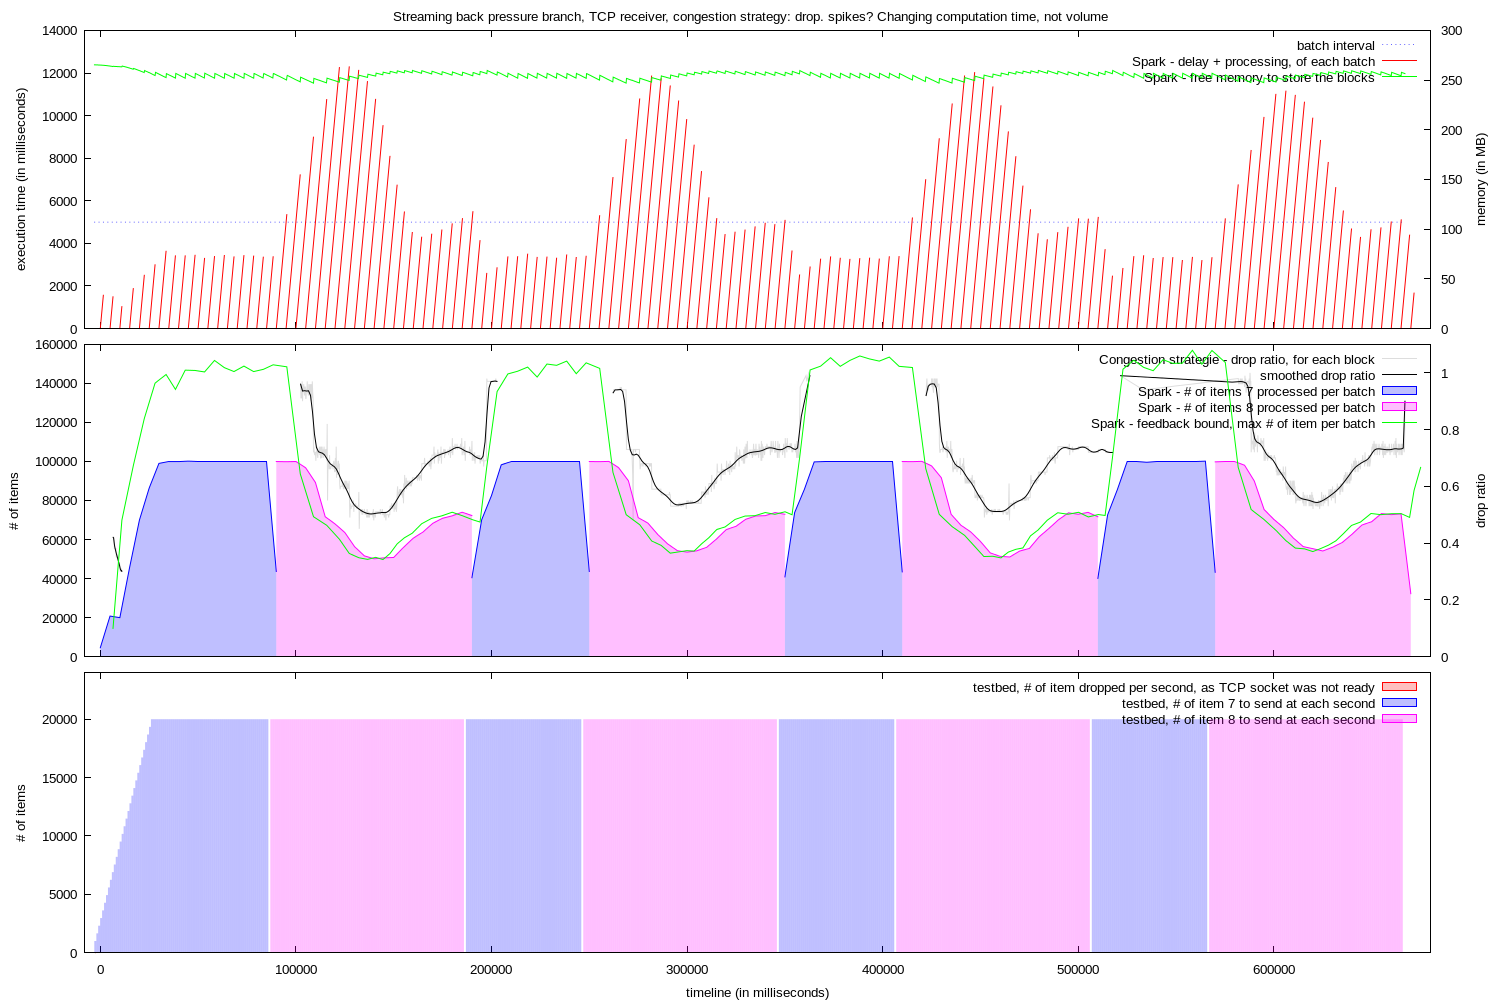 Streaming back pressure branch, TCP receiver, congestion strategy: drop. spikes? Changing computation time, not volume
14000
12000
10000
8000
6000
4000
2000
0
execution time (in milliseconds)
300
250
200
150
100
50
0
memory (in MB)
batch interval
Spark - delay + processing, of each batch
Spark - free memory to store the blocks
160000
140000
120000
100000
80000
60000
40000
20000
0
# of items
1
0.8
0.6
0.4
0.2
0
drop ratio
Congestion strategie - drop ratio, for each block
smoothed drop ratio
Spark - # of items 7 processed per batch
Spark - # of items 8 processed per batch
Spark - feedback bound, max # of item per batch
20000
15000
10000
5000
0
# of items
testbed, # of item dropped per second, as TCP socket was not ready
testbed, # of item 7 to send at each second
testbed, # of item 8 to send at each second
0 100000 200000 300000 400000 500000 600000
timeline (in milliseconds)